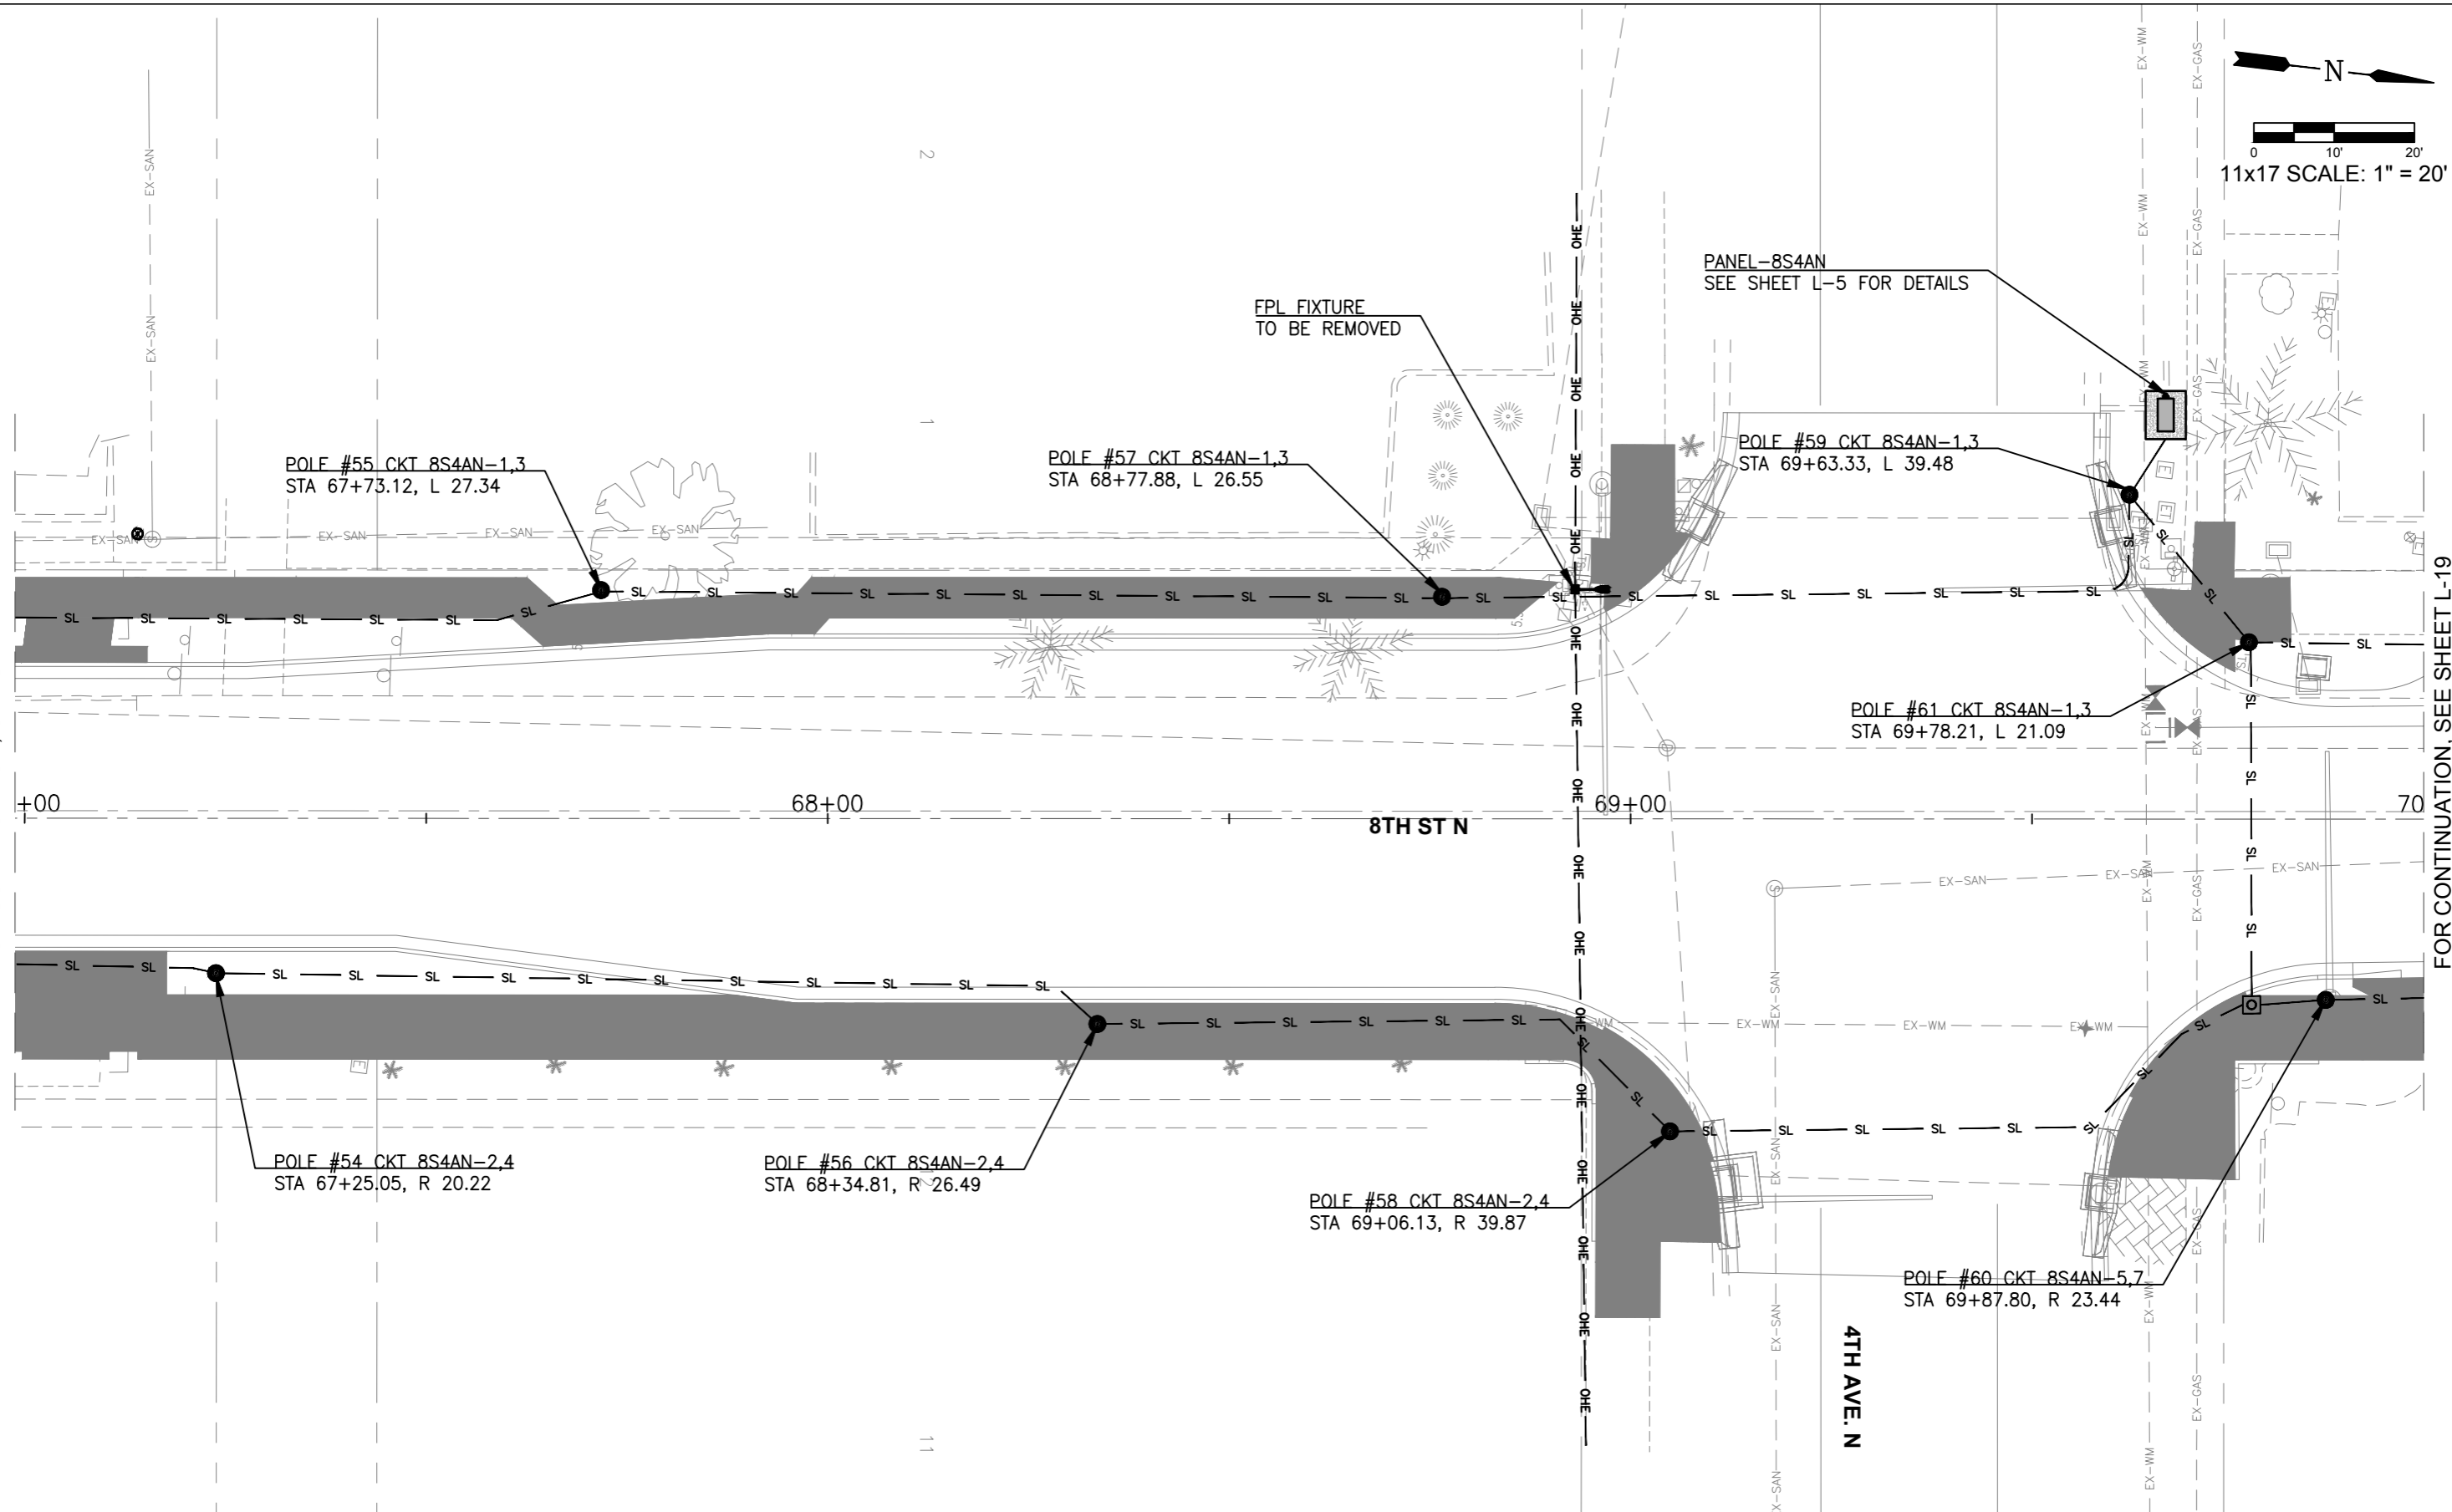 N
0 10' 20'
11x17 SCALE: 1" = 20'
PANEL-8S4AN
SEE SHEET L-5 FOR DETAILS
FPL FIXTURE
TO BE REMOVED
POLE #55 CKT 8S4AN-1,3
STA 67+73.12, L 27.34
POLE #57 CKT 8S4AN-1,3
STA 68+77.88, L 26.55
POLE #59 CKT 8S4AN-1,3
STA 69+63.33, L 39.48
POLE #61 CKT 8S4AN-1,3
STA 69+78.21, L 21.09
FOR CONTINUATION, SEE SHEET L-19
+00 68+00 69+00 70
8TH ST N
POLE #54 CKT 8S4AN-2,4
STA 67+25.05, R 20.22
POLE #56 CKT 8S4AN-2,4
STA 68+34.81, R 26.49
POLE #58 CKT 8S4AN-2,4
STA 69+06.13, R 39.87
POLE #60 CKT 8S4AN-5,7
STA 69+87.80, R 23.44
4TH AVE. N
2
1
12
11
EX-SAN
EX-WM
EX-GAS
OHE
SL